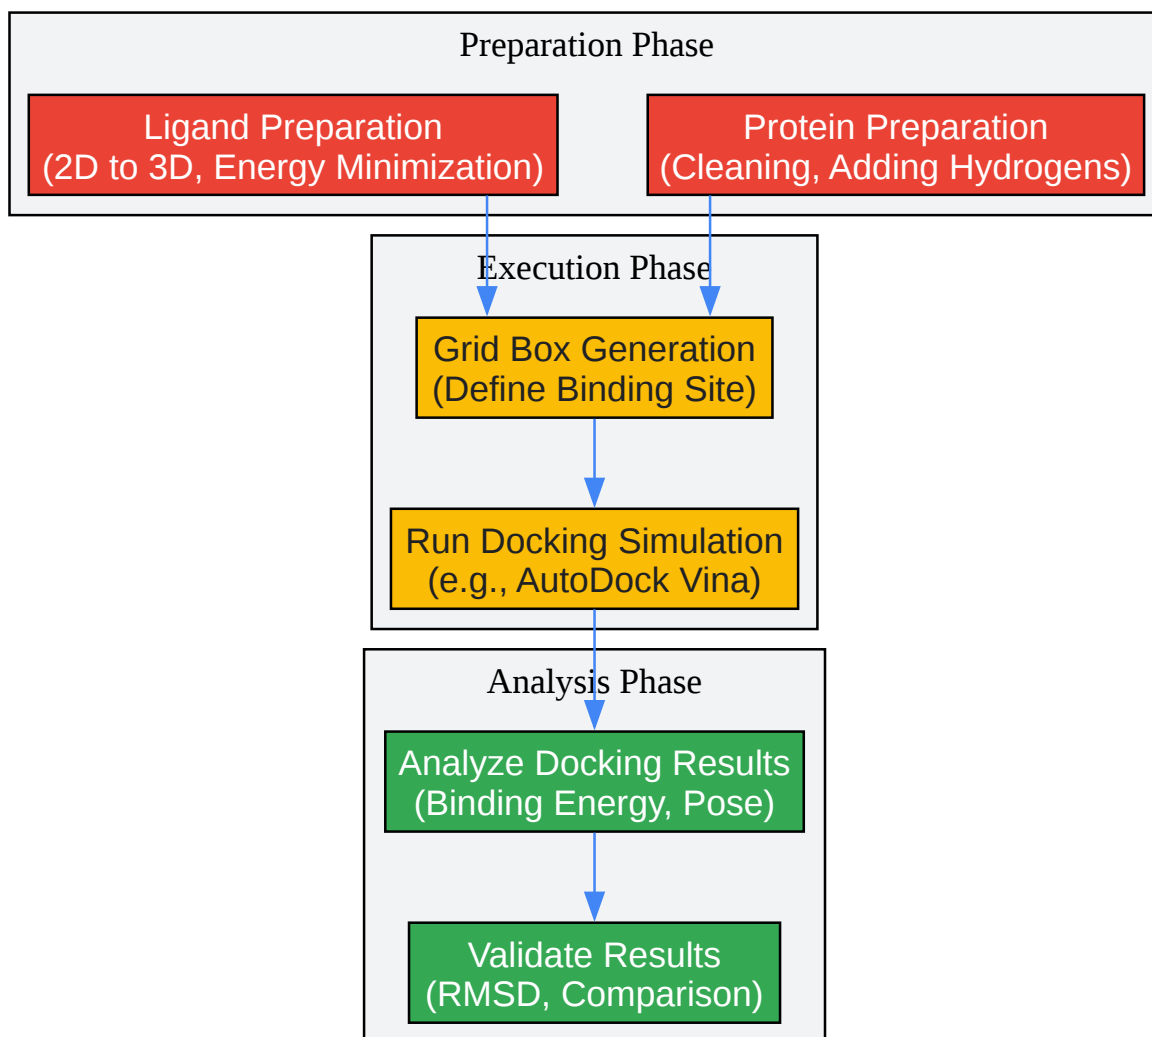 Preparation Phase
Ligand Preparation
(2D to 3D, Energy Minimization)
Protein Preparation
(Cleaning, Adding Hydrogens)
Execution Phase
Grid Box Generation
(Define Binding Site)
Run Docking Simulation
(e.g., AutoDock Vina)
Analysis Phase
Analyze Docking Results
(Binding Energy, Pose)
Validate Results
(RMSD, Comparison)